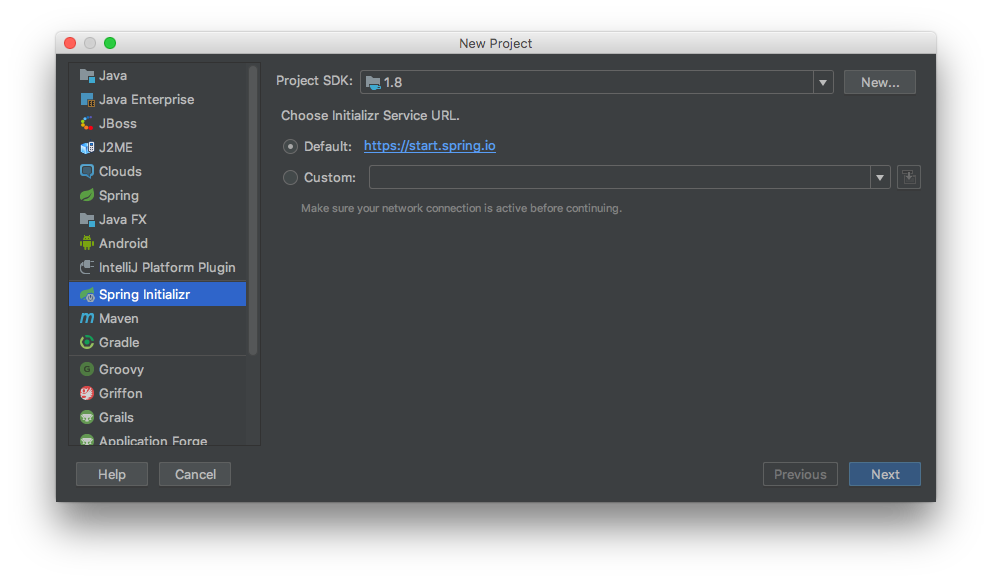 New Project
Java
Java Enterprise
JBoss
J2ME
Clouds
Spring
Java FX
Android
IntelliJ Platform Plugin
Spring Initializr
Maven
Gradle
Groovy
Griffon
Grails
Application Forge
Project SDK: 1.8 New...
Choose Initializr Service URL.
Default: https://start.spring.io
Custom:
Make sure your network connection is active before continuing.
Help Cancel Previous Next